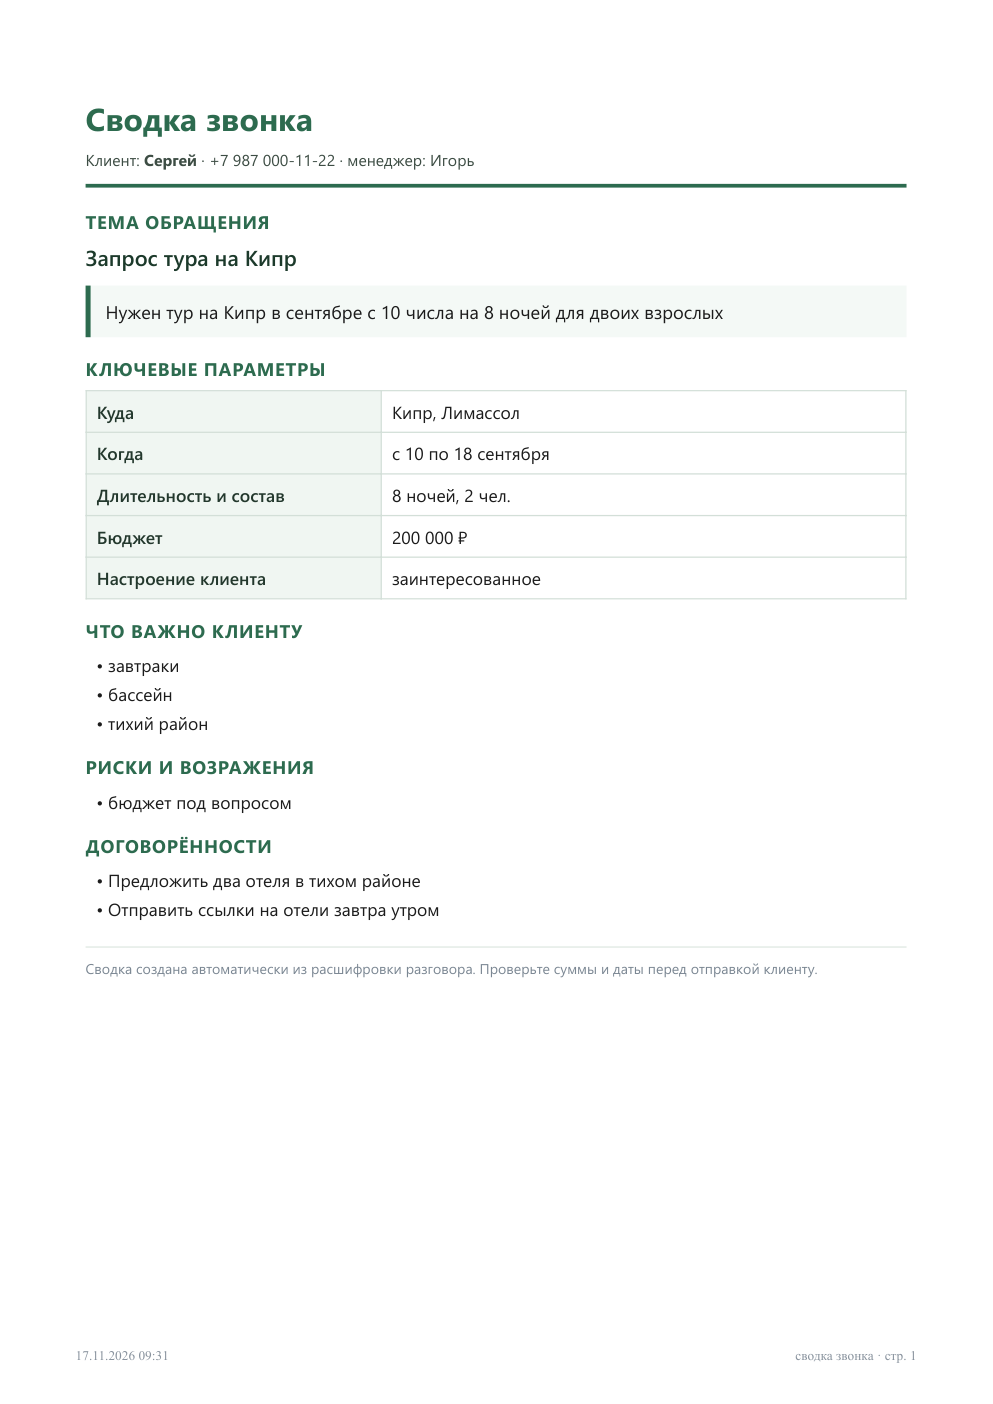 Сводка звонка
Клиент: Сергей · +7 987 000-11-22 · менеджер: Игорь
ТЕМА ОБРАЩЕНИЯ
Запрос тура на Кипр
Нужен тур на Кипр в сентябре с 10 числа на 8 ночей для двоих взрослых
КЛЮЧЕВЫЕ ПАРАМЕТРЫ
Куда Кипр, Лимассол
Когда с 10 по 18 сентября
Длительность и состав 8 ночей, 2 чел.
Бюджет 200 000 ₽
Настроение клиента заинтересованное
ЧТО ВАЖНО КЛИЕНТУ
• завтраки
• бассейн
• тихий район
РИСКИ И ВОЗРАЖЕНИЯ
• бюджет под вопросом
ДОГОВОРЁННОСТИ
• Предложить два отеля в тихом районе
• Отправить ссылки на отели завтра утром
Сводка создана автоматически из расшифровки разговора. Проверьте суммы и даты перед отправкой клиенту.
17.11.2026 09:31 сводка звонка · стр. 1